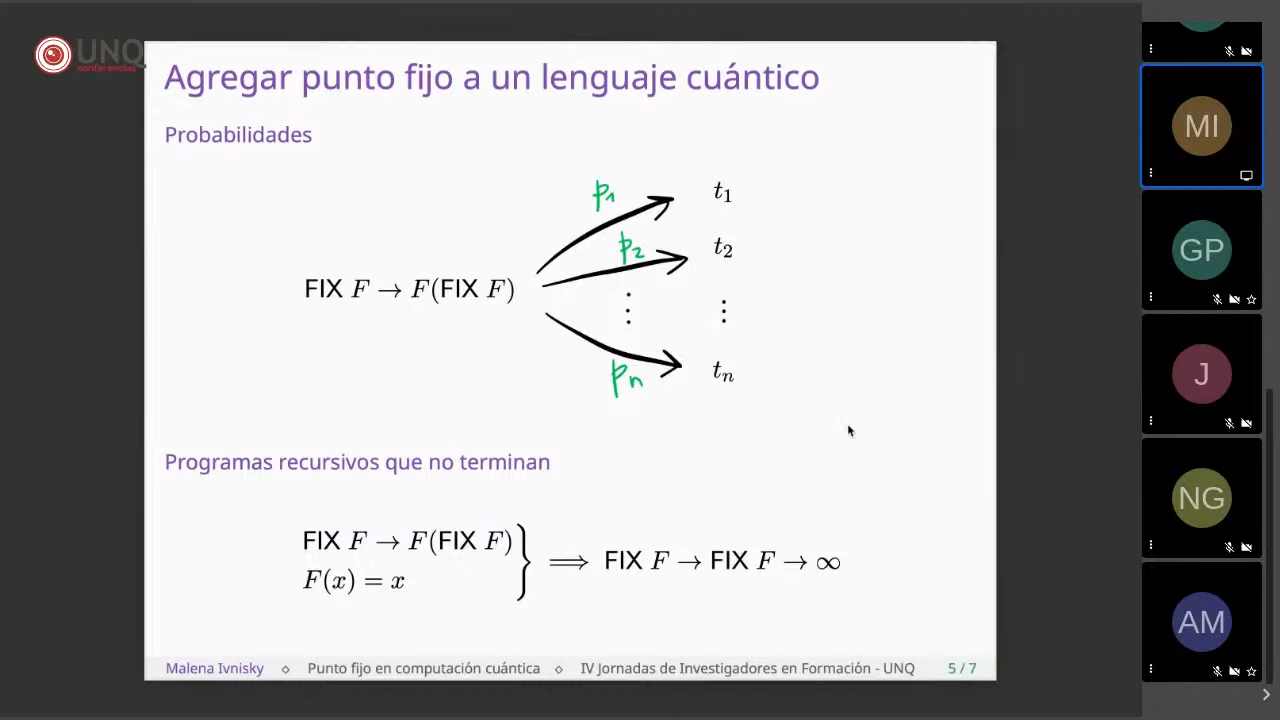 UNQ
conferencias
Agregar punto fijo a un lenguaje cuántico
Probabilidades
p₁
t₁
p₂
t₂
FIX F → F(FIX F)
⋮ ⋮
pₙ
tₙ
Programas recursivos que no terminan
FIX F → F(FIX F)
F(x) = x
⟹ FIX F → FIX F → ∞
Malena Ivnisky ⋄ Punto fijo en computación cuántica ⋄ IV Jornadas de Investigadores en Formación - UNQ 5 / 7
MI
GP
J
NG
AM